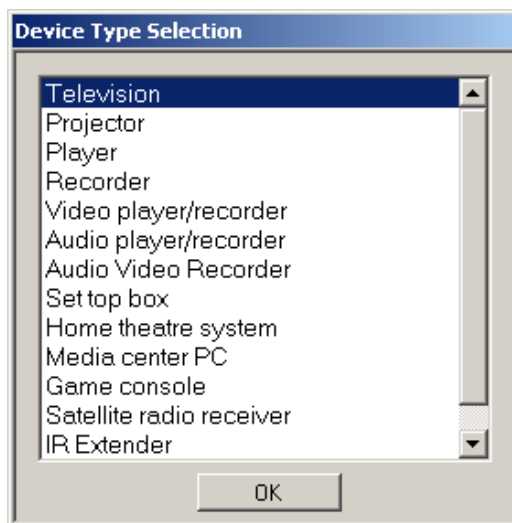 Device Type Selection
Television
Projector
Player
Recorder
Video player/recorder
Audio player/recorder
Audio Video Recorder
Set top box
Home theatre system
Media center PC
Game console
Satellite radio receiver
IR Extender
OK